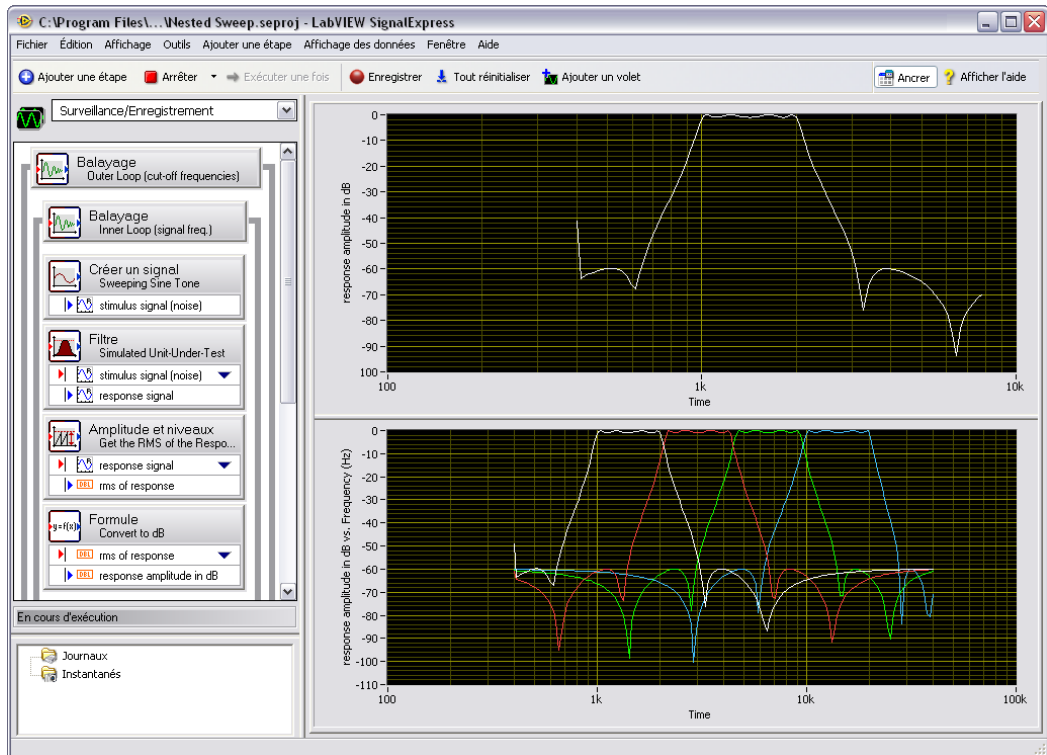 C:\Program Files\...\Nested Sweep.seproj - LabVIEW SignalExpress
Fichier Édition Affichage Outils Ajouter une étape Affichage des données Fenêtre Aide
Ajouter une étape Arrêter Exécuter une fois Enregistrer Tout réinitialiser Ajouter un volet Ancrer Afficher l'aide
Surveillance/Enregistrement
Balayage
Outer Loop (cut-off frequencies)
Balayage
Inner Loop (signal freq.)
Créer un signal
Sweeping Sine Tone
stimulus signal (noise)
Filtre
Simulated Unit-Under-Test
stimulus signal (noise)
response signal
Amplitude et niveaux
Get the RMS of the Respo...
response signal
DBL rms of response
y=f(x)
Formule
Convert to dB
DBL rms of response
DBL response amplitude in dB
En cours d'exécution
Journaux
Instantanés
response amplitude in dB
0
-10
-20
-30
-40
-50
-60
-70
-80
-90
100
100 1k 10k
Time
response amplitude in dB vs. Frequency (Hz)
0
-10
-20
-30
-40
-50
-60
-70
-80
-90
-100
-110
100 1k 10k 100k
Time